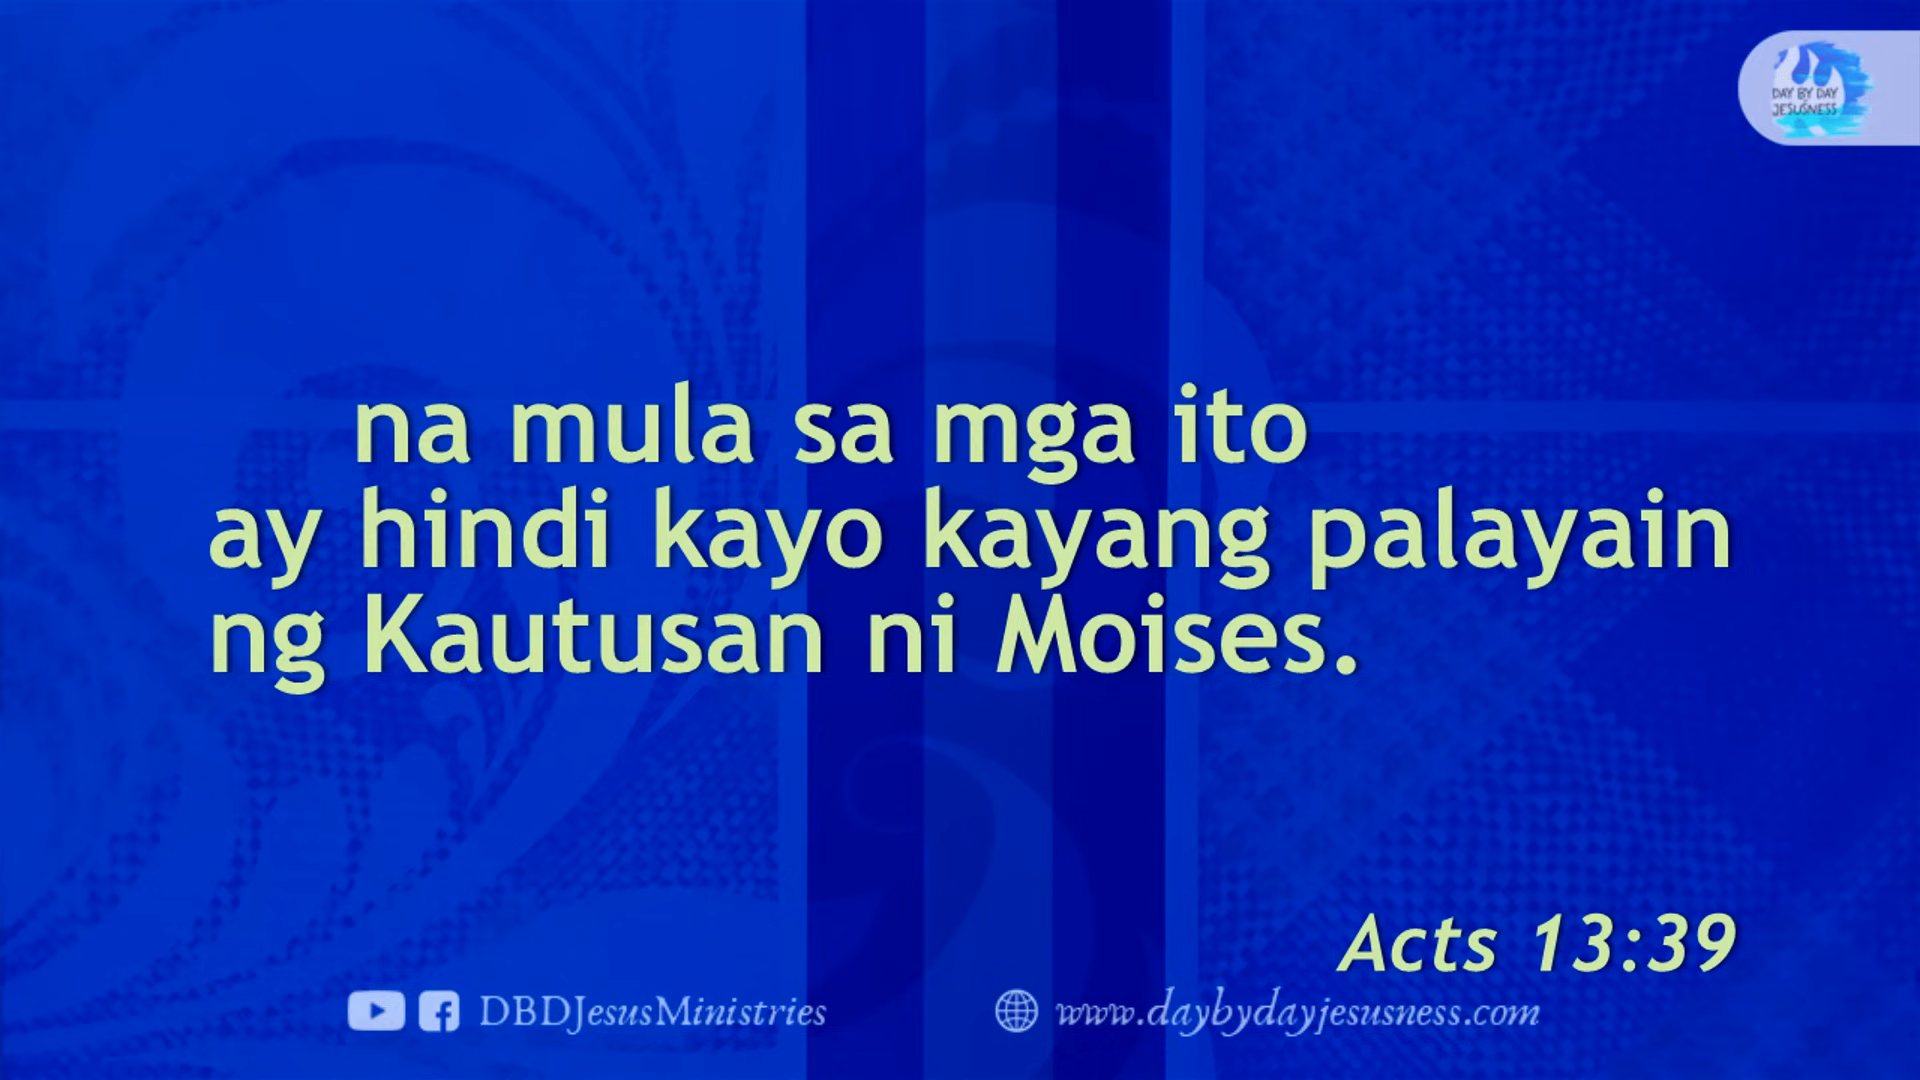 DAY BY DAY
JESUSNESS
na mula sa mga ito
ay hindi kayo kayang palayain
ng Kautusan ni Moises.
Acts 13:39
DBDJesusMinistries
www.daybydayjesusness.com